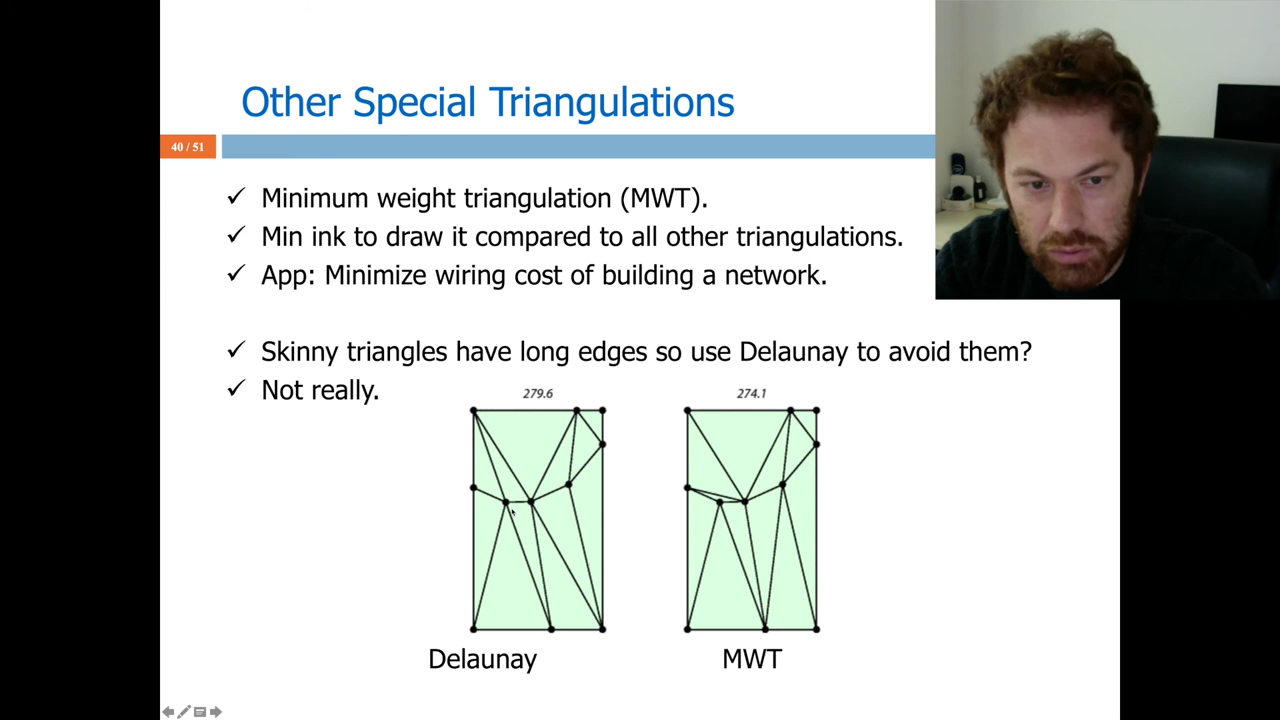 Other Special Triangulations
40 / 51
✓ Minimum weight triangulation (MWT).
✓ Min ink to draw it compared to all other triangulations.
✓ App: Minimize wiring cost of building a network.
✓ Skinny triangles have long edges so use Delaunay to avoid them?
✓ Not really.
279.6
274.1
Delaunay
MWT